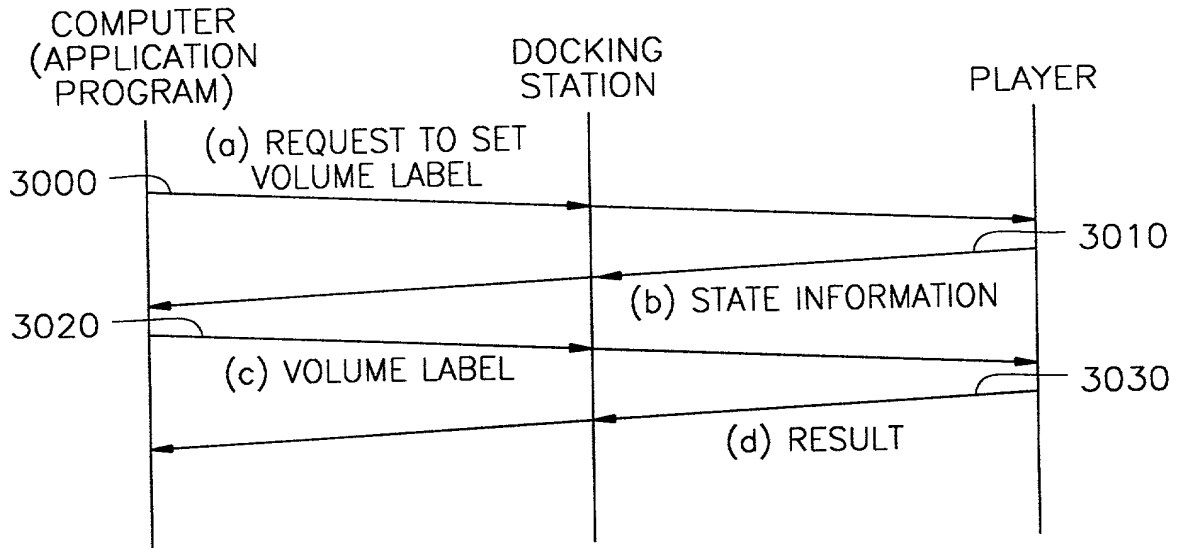 COMPUTER
(APPLICATION
PROGRAM)
DOCKING
STATION
PLAYER
(a) REQUEST TO SET
VOLUME LABEL
3000
3010
(b) STATE INFORMATION
3020
(c) VOLUME LABEL
3030
(d) RESULT